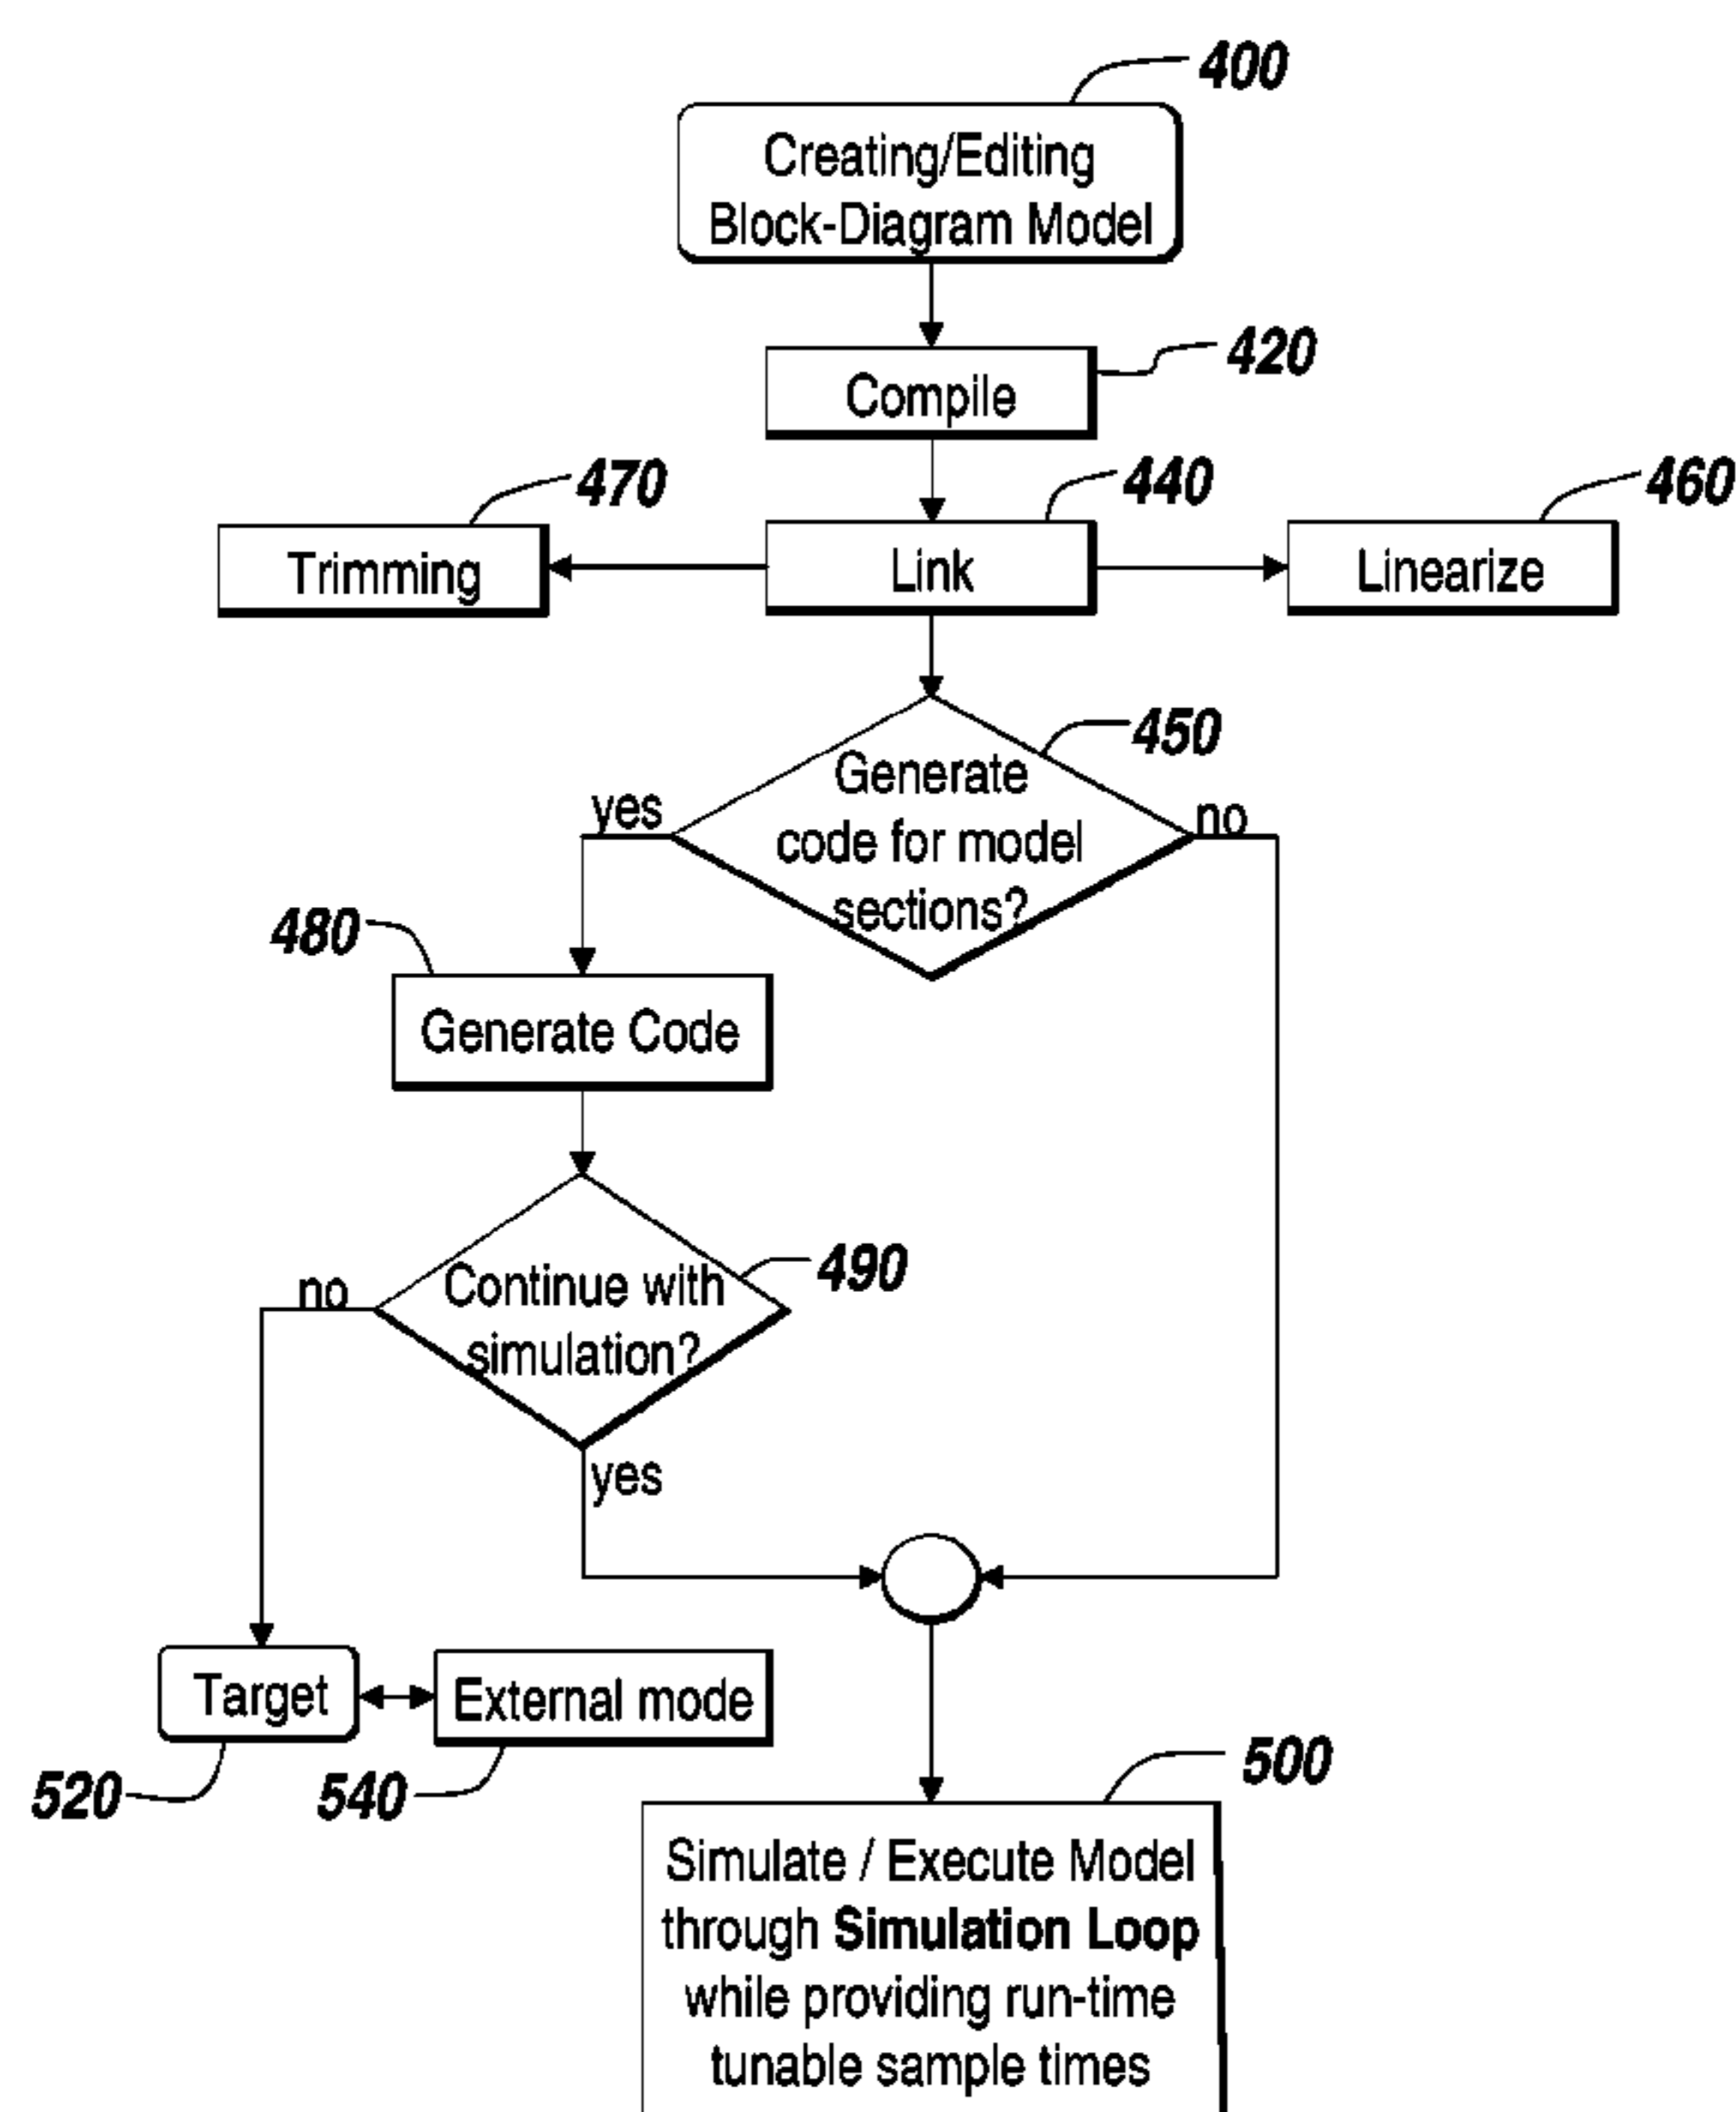 400
Creating/Editing
Block-Diagram Model
420
Compile
470
440
460
Trimming
Link
Linearize
450
Generate
code for model
sections?
yes
no
480
Generate Code
490
Continue with
simulation?
no
yes
Target
External mode
520
540
500
Simulate / Execute Model
through Simulation Loop
while providing run-time
tunable sample times